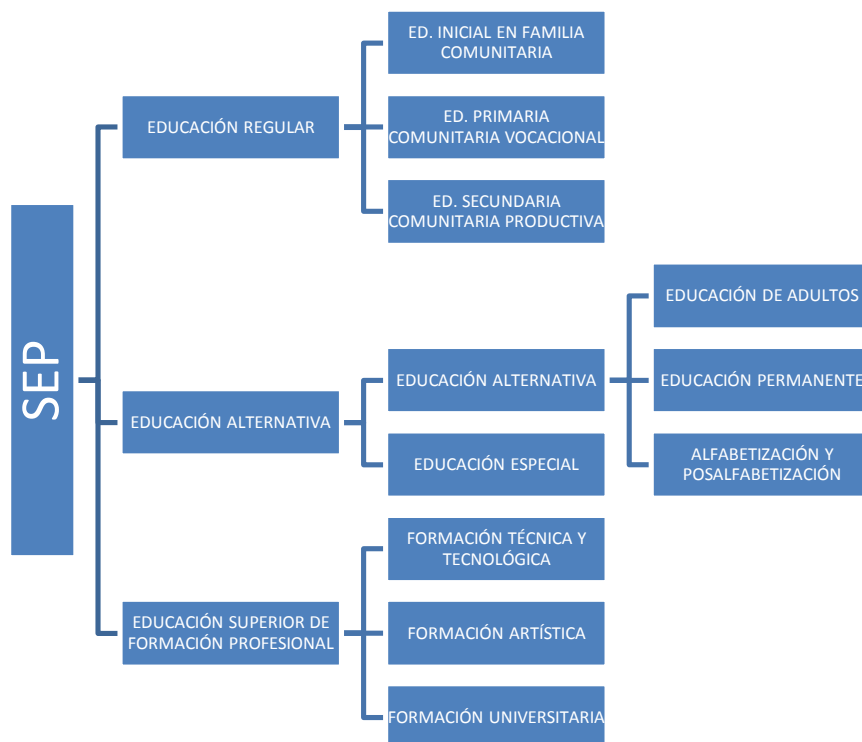 SEP
EDUCACIÓN REGULAR
ED. INICIAL EN FAMILIA
COMUNITARIA
ED. PRIMARIA
COMUNITARIA VOCACIONAL
ED. SECUNDARIA
COMUNITARIA PRODUCTIVA
EDUCACIÓN ALTERNATIVA
EDUCACIÓN ALTERNATIVA
EDUCACIÓN DE ADULTOS
EDUCACIÓN PERMANENTE
ALFABETIZACIÓN Y
POSALFABETIZACIÓN
EDUCACIÓN ESPECIAL
EDUCACIÓN SUPERIOR DE
FORMACIÓN PROFESIONAL
FORMACIÓN TÉCNICA Y
TECNOLÓGICA
FORMACIÓN ARTÍSTICA
FORMACIÓN UNIVERSITARIA